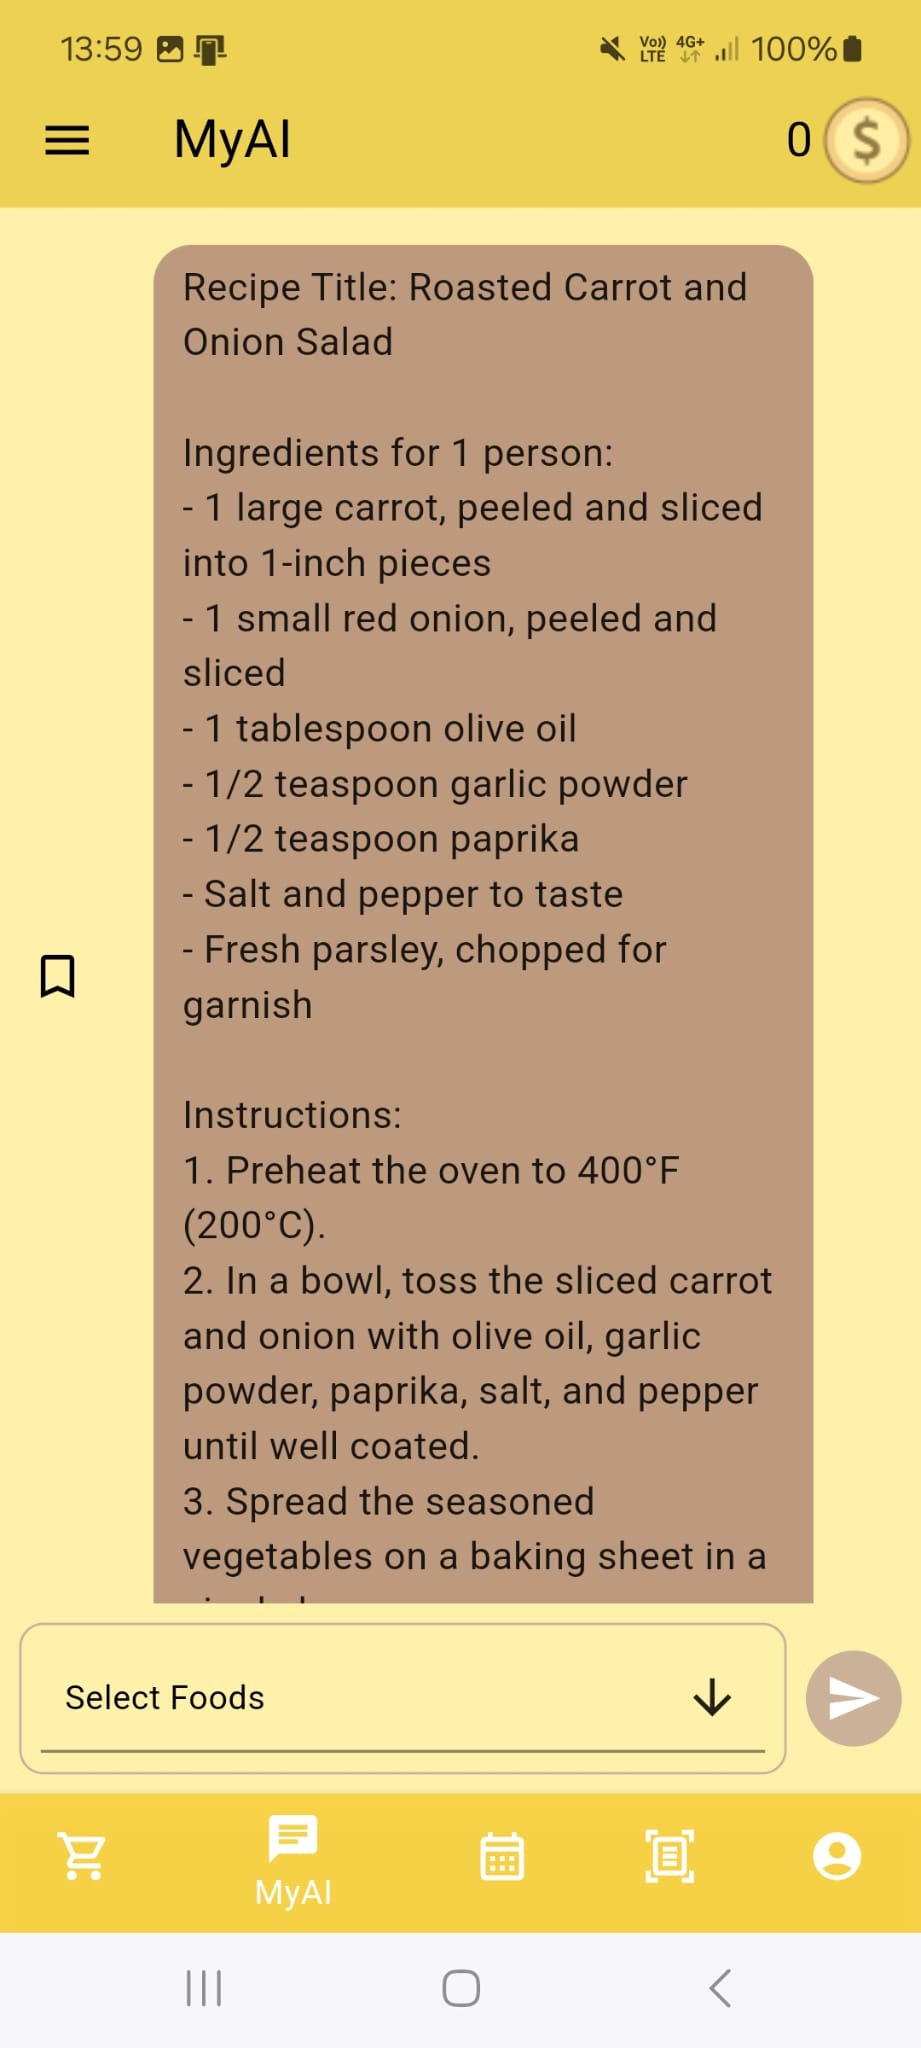 13:59
Vo)) LTE 4G+ 100%
MyAI
0 $
Recipe Title: Roasted Carrot and
Onion Salad
Ingredients for 1 person:
- 1 large carrot, peeled and sliced
into 1-inch pieces
- 1 small red onion, peeled and
sliced
- 1 tablespoon olive oil
- 1/2 teaspoon garlic powder
- 1/2 teaspoon paprika
- Salt and pepper to taste
- Fresh parsley, chopped for
garnish
Instructions:
1. Preheat the oven to 400°F
(200°C).
2. In a bowl, toss the sliced carrot
and onion with olive oil, garlic
powder, paprika, salt, and pepper
until well coated.
3. Spread the seasoned
vegetables on a baking sheet in a
Select Foods
MyAI